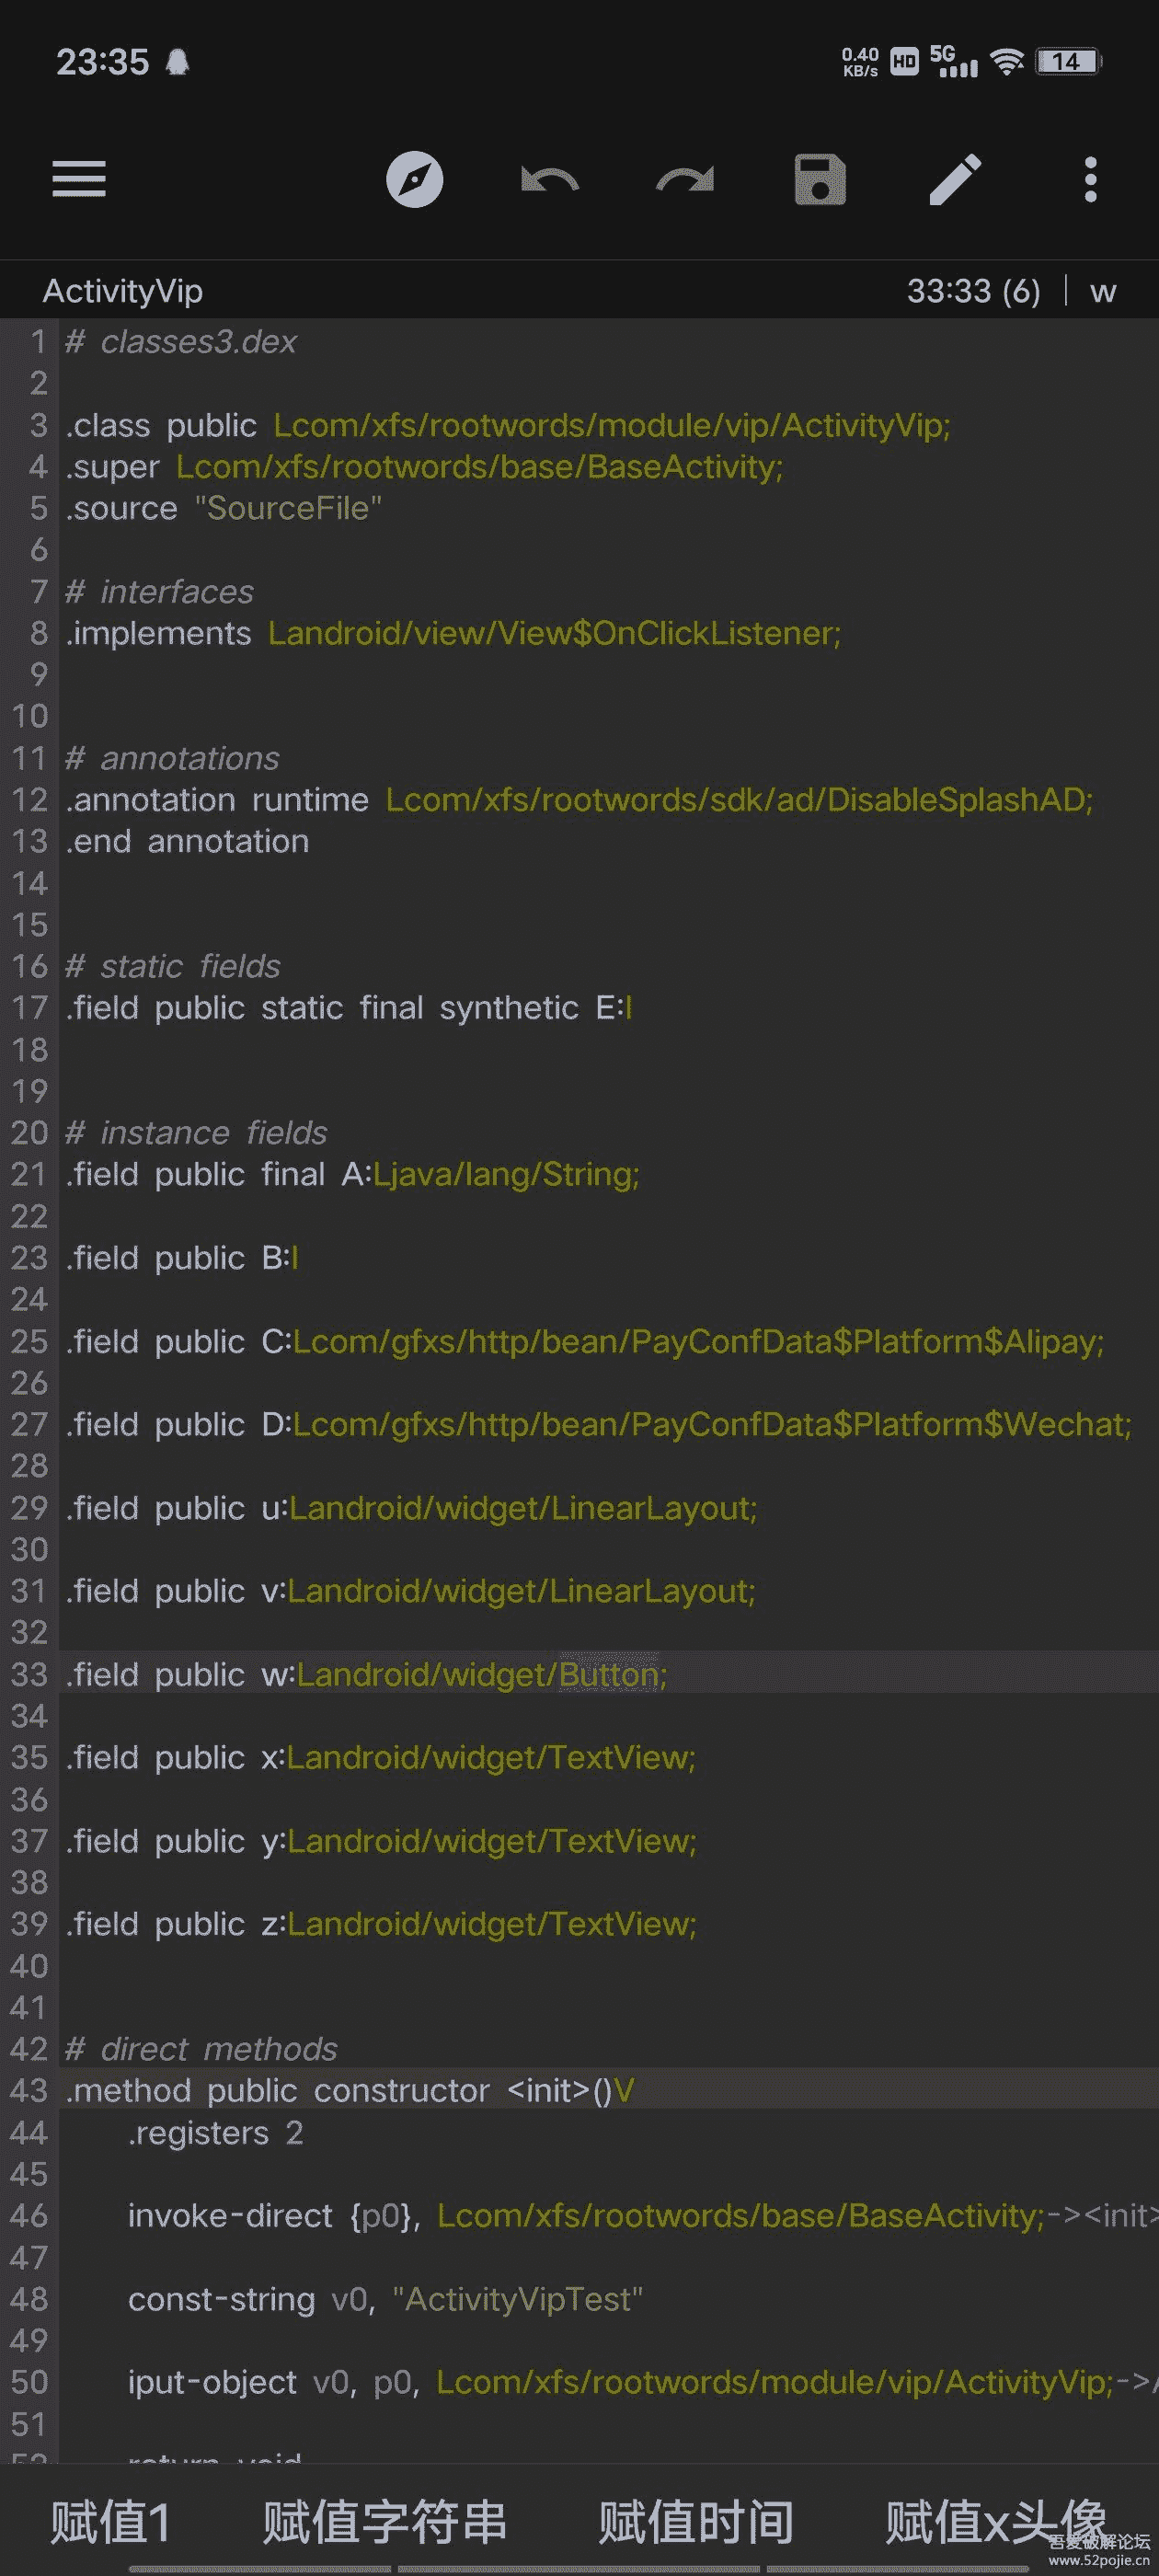 23:35
0.40 KB/s HD 5G 14
ActivityVip 33:33 (6) | w
1 # classes3.dex
2
3 .class public Lcom/xfs/rootwords/module/vip/ActivityVip;
4 .super Lcom/xfs/rootwords/base/BaseActivity;
5 .source "SourceFile"
6
7 # interfaces
8 .implements Landroid/view/View$OnClickListener;
9
10
11 # annotations
12 .annotation runtime Lcom/xfs/rootwords/sdk/ad/DisableSplashAD;
13 .end annotation
14
15
16 # static fields
17 .field public static final synthetic E:I
18
19
20 # instance fields
21 .field public final A:Ljava/lang/String;
22
23 .field public B:I
24
25 .field public C:Lcom/gfxs/http/bean/PayConfData$Platform$Alipay;
26
27 .field public D:Lcom/gfxs/http/bean/PayConfData$Platform$Wechat;
28
29 .field public u:Landroid/widget/LinearLayout;
30
31 .field public v:Landroid/widget/LinearLayout;
32
33 .field public w:Landroid/widget/Button;
34
35 .field public x:Landroid/widget/TextView;
36
37 .field public y:Landroid/widget/TextView;
38
39 .field public z:Landroid/widget/TextView;
40
41
42 # direct methods
43 .method public constructor <init>()V
44 .registers 2
45
46 invoke-direct {p0}, Lcom/xfs/rootwords/base/BaseActivity;-><init>
47
48 const-string v0, "ActivityVipTest"
49
50 iput-object v0, p0, Lcom/xfs/rootwords/module/vip/ActivityVip;->
51
52 return-void
赋值1 赋值字符串 赋值时间 赋值x头像
吾爱破解论坛
www.52pojie.cn